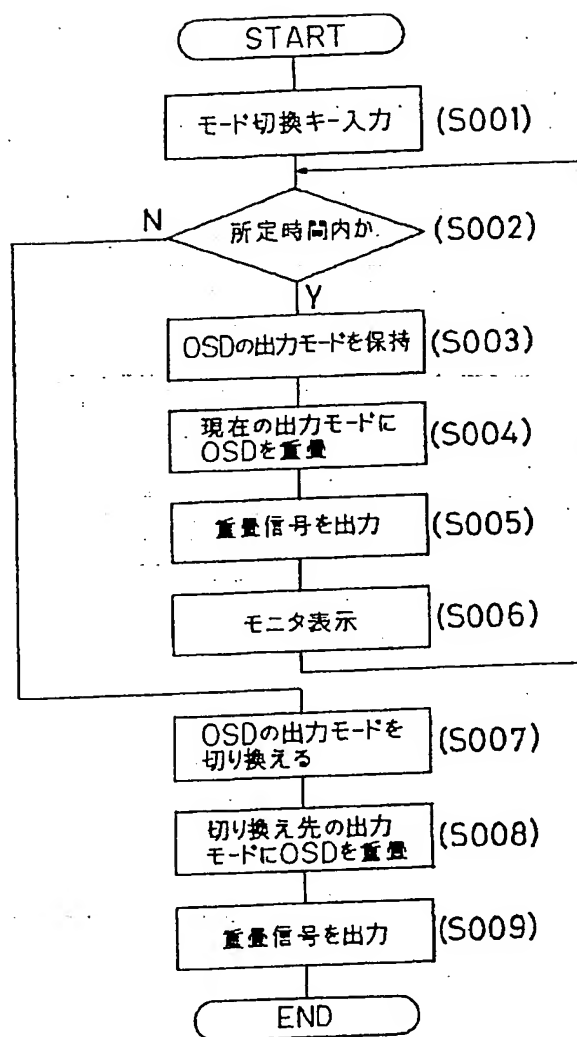 START
モード切換キー入力 (S001)
N 所定時間内か (S002)
Y
OSDの出力モードを保持 (S003)
現在の出力モードに
OSDを重畳 (S004)
重畳信号を出力 (S005)
モニタ表示 (S006)
OSDの出力モードを
切り換える (S007)
切り換え先の出力
モードにOSDを重畳 (S008)
重畳信号を出力 (S009)
END